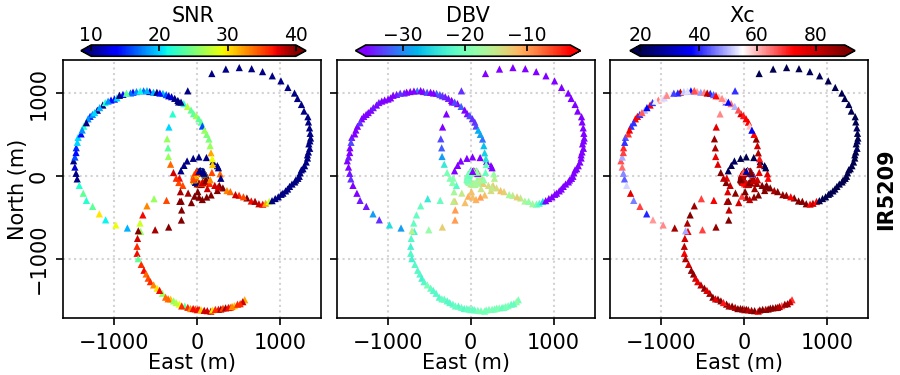 SNR DBV Xc
10 20 30 40 −30 −20 −10 20 40 60 80
1000
0
−1000
North (m)
IR5209
−1000 0 1000 −1000 0 1000 −1000 0 1000
East (m) East (m) East (m)